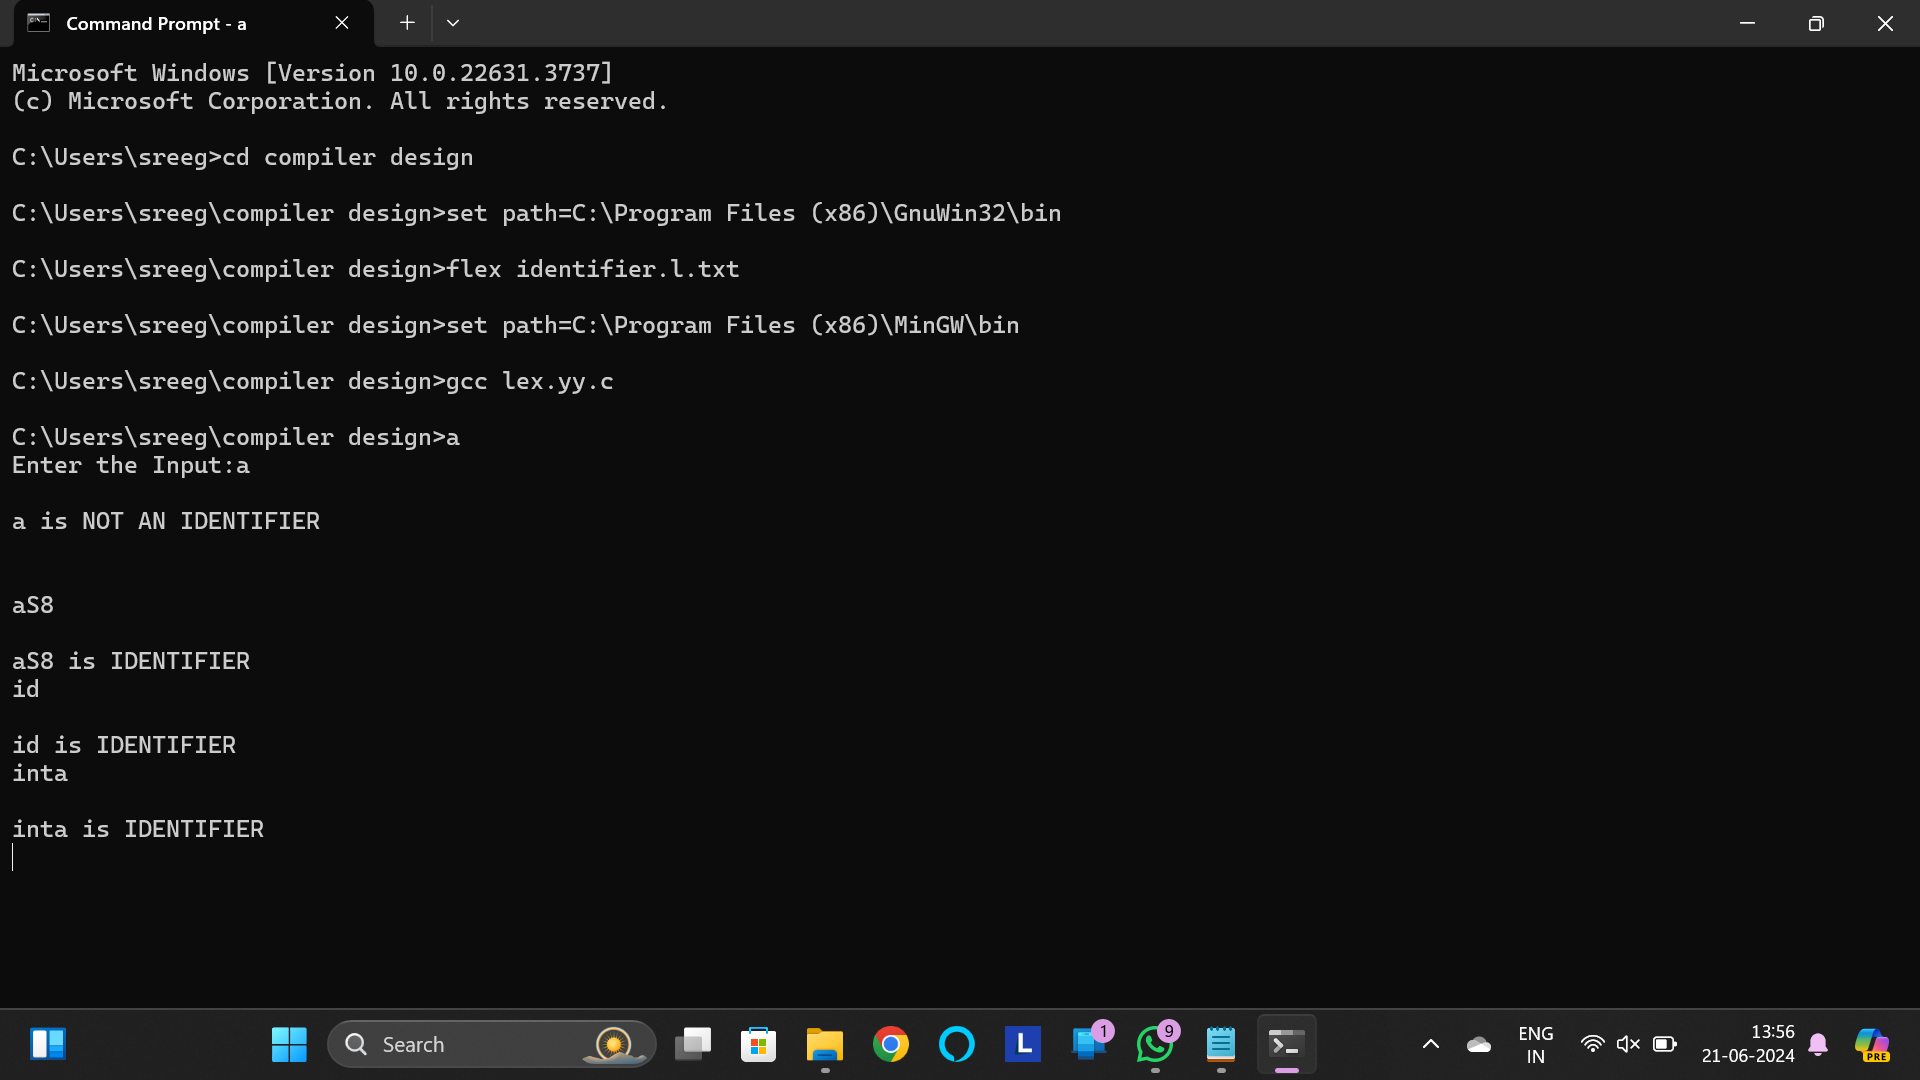 Command Prompt - a
Microsoft Windows [Version 10.0.22631.3737]
(c) Microsoft Corporation. All rights reserved.
C:\Users\sreeg>cd compiler design
C:\Users\sreeg\compiler design>set path=C:\Program Files (x86)\GnuWin32\bin
C:\Users\sreeg\compiler design>flex identifier.l.txt
C:\Users\sreeg\compiler design>set path=C:\Program Files (x86)\MinGW\bin
C:\Users\sreeg\compiler design>gcc lex.yy.c
C:\Users\sreeg\compiler design>a
Enter the Input:a
a is NOT AN IDENTIFIER
aS8
aS8 is IDENTIFIER
id
id is IDENTIFIER
inta
inta is IDENTIFIER
Search
L
1
9
ENG
IN
13:56
21-06-2024
PRE